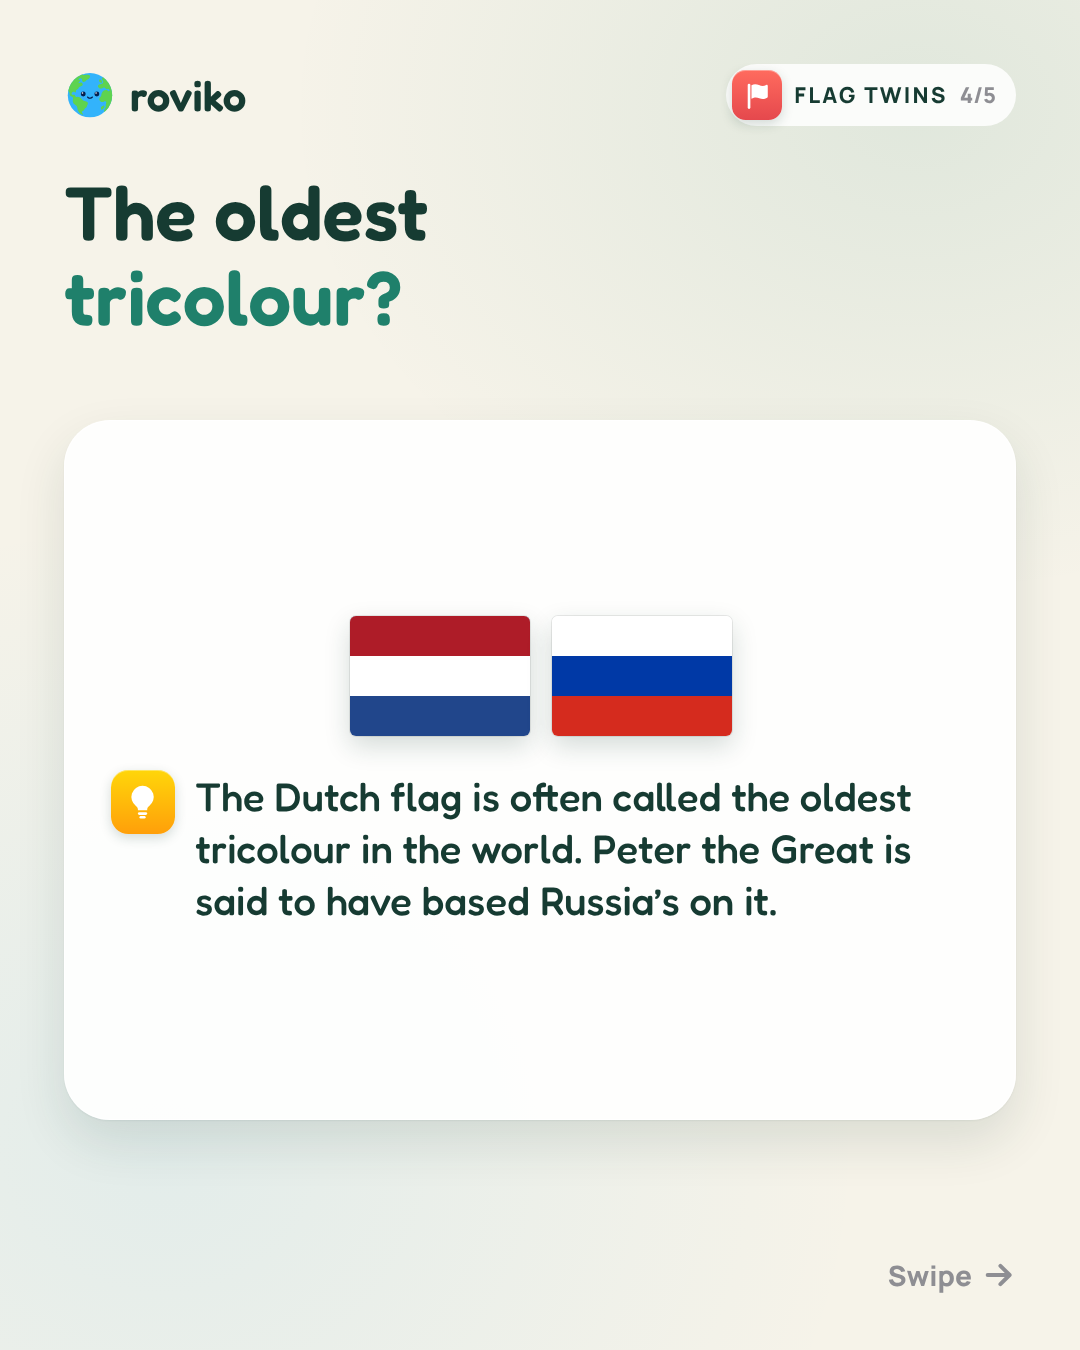 roviko
FLAG TWINS 4/5
The oldest
tricolour?
The Dutch flag is often called the oldest
tricolour in the world. Peter the Great is
said to have based Russia’s on it.
Swipe →